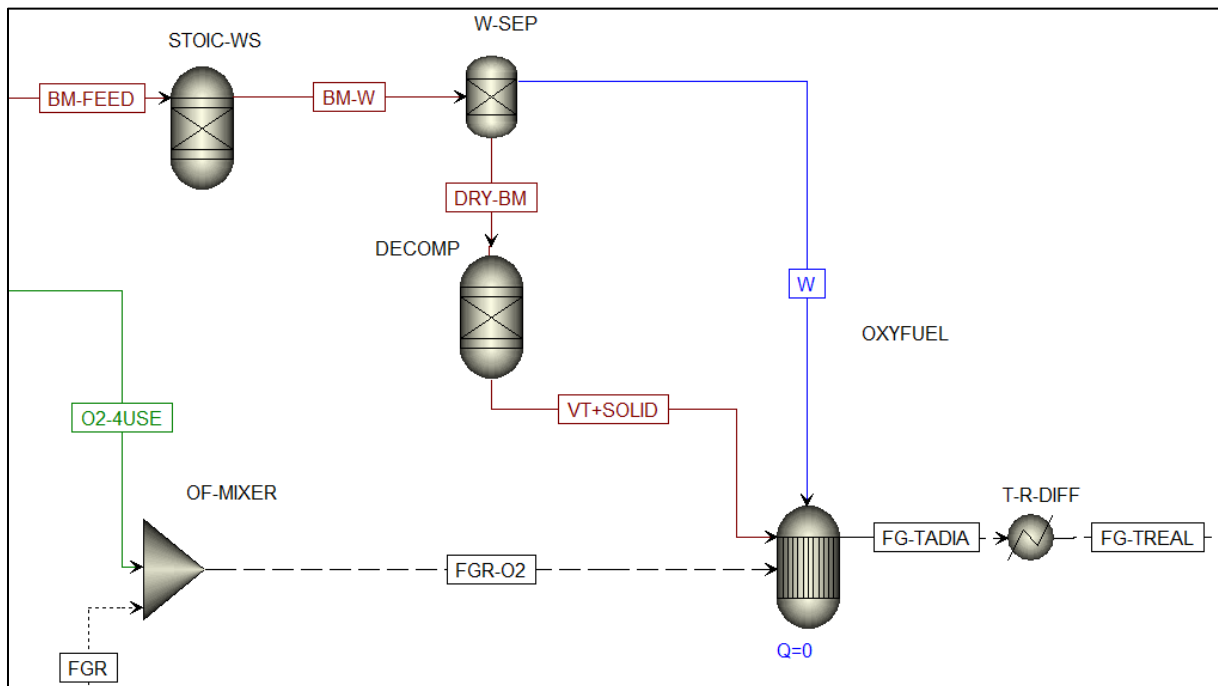 W-SEP
STOIC-WS
BM-FEED
BM-W
DRY-BM
DECOMP
W
OXYFUEL
VT+SOLID
O2-4USE
OF-MIXER
T-R-DIFF
FG-TADIA
FG-TREAL
FGR-O2
Q=0
FGR